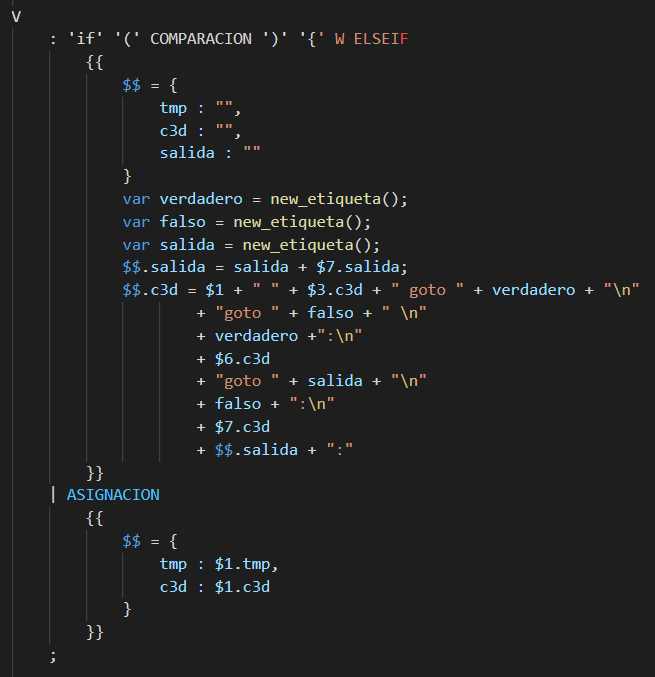 V
    : 'if' '(' COMPARACION ')' '{' W ELSEIF
        {{
            $$ = {
                tmp : "",
                c3d : "",
                salida : ""
            }
            var verdadero = new_etiqueta();
            var falso = new_etiqueta();
            var salida = new_etiqueta();
            $$.salida = salida + $7.salida;
            $$.c3d = $1 + " " + $3.c3d + " goto " + verdadero + "\n"
                    + "goto " + falso + " \n"
                    + verdadero +":\n"
                    + $6.c3d
                    + "goto " + salida + "\n"
                    + falso + ":\n"
                    + $7.c3d
                    + $$.salida + ":"
        }}
    | ASIGNACION
        {{
            $$ = {
                tmp : $1.tmp,
                c3d : $1.c3d
            }
        }}
    ;